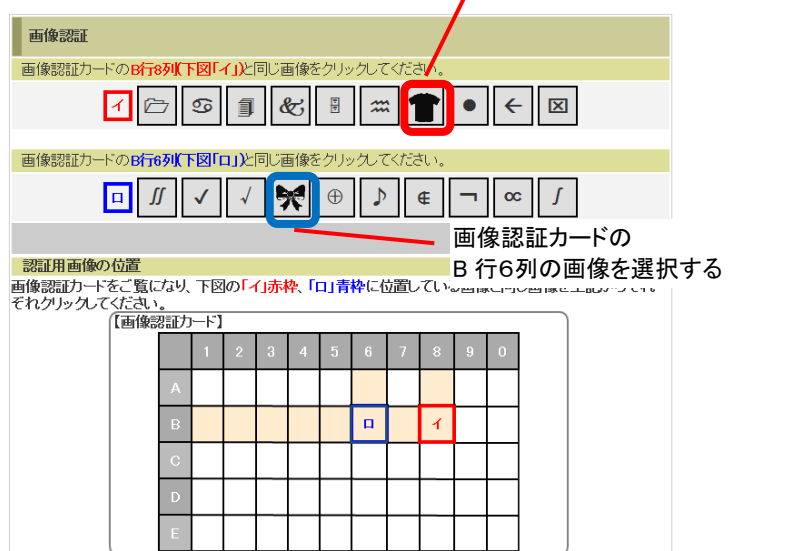 画像認証
画像認証カードのB行8列(下図「イ」)と同じ画像をクリックしてください。
イ
画像認証カードのB行6列(下図「ロ」)と同じ画像をクリックしてください。
ロ ∬ ✓ √ ⊕ ♪ ¬ ∝ ∫
画像認証カードの
B 行6列の画像を選択する
認証用画像の位置
画像認証カードをご覧になり、下図の「イ」赤枠、「ロ」青枠に位置してい
ぞれクリックしてください。
【画像認証カード】
1 2 3 4 5 6 7 8 9 0
A
B ロ イ
C
D
E